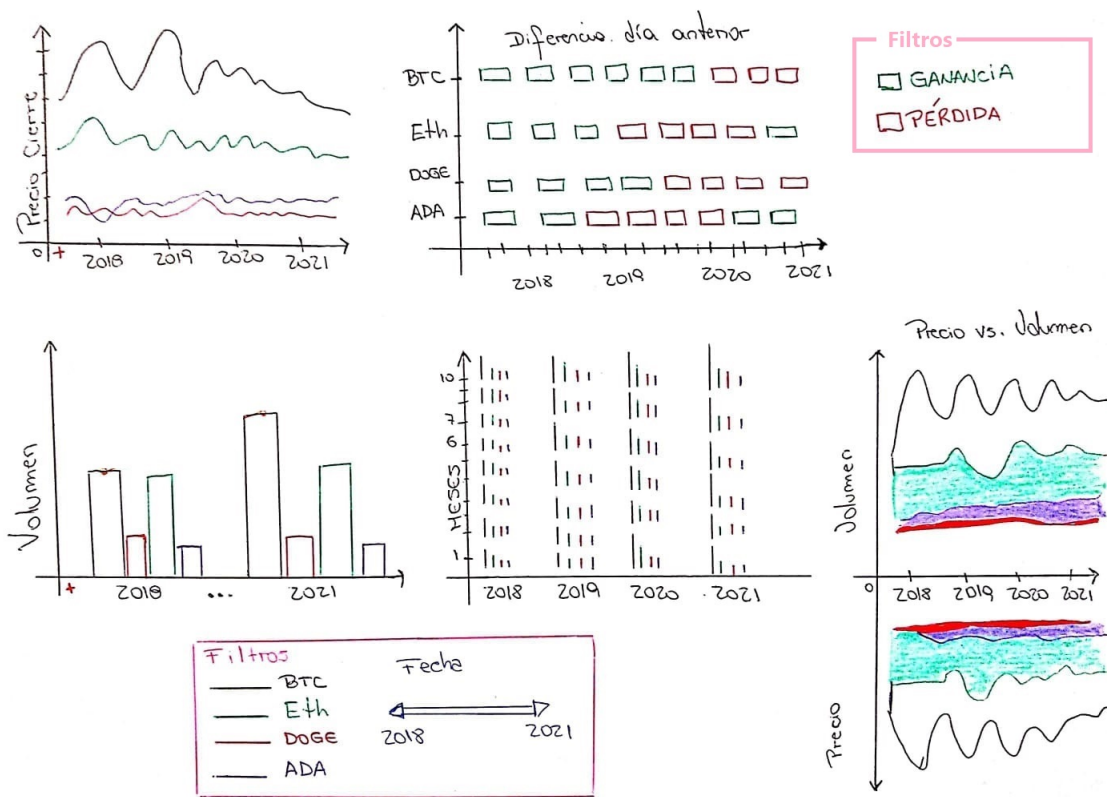 Precio Cierre
0
+
2018
2019
2020
2021
Diferencia día anterior
BTC
Eth
DOGE
ADA
2018
2019
2020
2021
Filtros
GANANCIA
PÉRDIDA
Volumen
+
2018
...
2021
MESES
10
7
6
1
2018
2019
2020
2021
Precio vs. Volumen
Volumen
0
2018
2019
2020
2021
Precio
Filtros
BTC
Eth
DOGE
ADA
Fecha
2018
2021